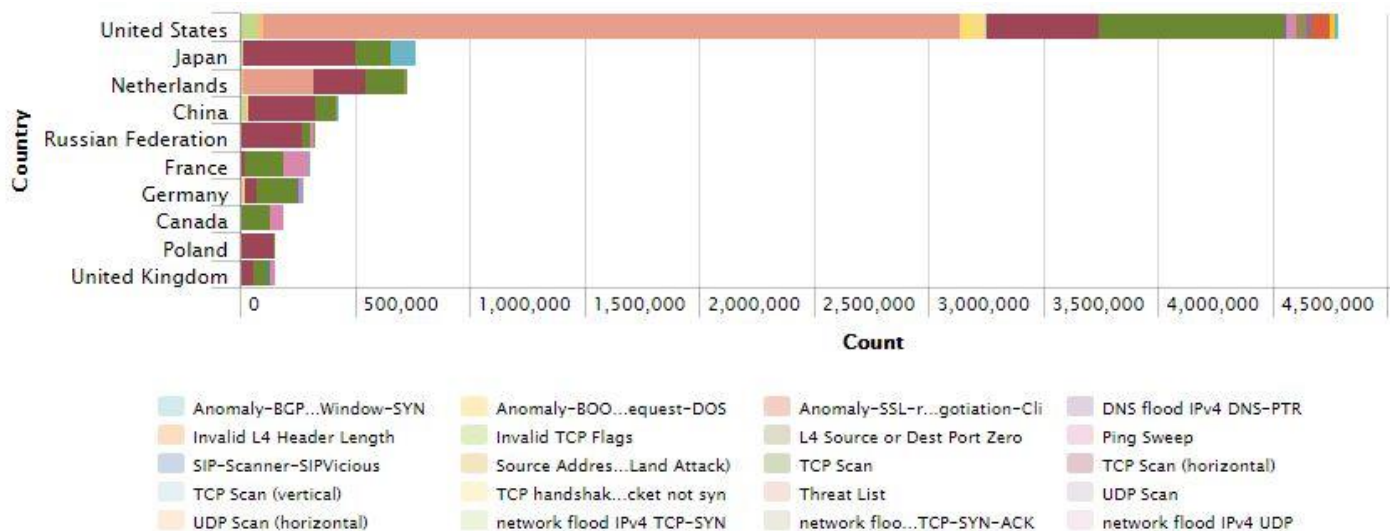 Country
United States
Japan
Netherlands
China
Russian Federation
France
Germany
Canada
Poland
United Kingdom
0 500,000 1,000,000 1,500,000 2,000,000 2,500,000 3,000,000 3,500,000 4,000,000 4,500,000
Count
Anomaly-BGP...Window-SYN Anomaly-BOO...equest-DOS Anomaly-SSL-r...gotiation-Cli DNS flood IPv4 DNS-PTR
Invalid L4 Header Length Invalid TCP Flags L4 Source or Dest Port Zero Ping Sweep
SIP-Scanner-SIPVicious Source Addres...Land Attack) TCP Scan TCP Scan (horizontal)
TCP Scan (vertical) TCP handshak...cket not syn Threat List UDP Scan
UDP Scan (horizontal) network flood IPv4 TCP-SYN network floo...TCP-SYN-ACK network flood IPv4 UDP